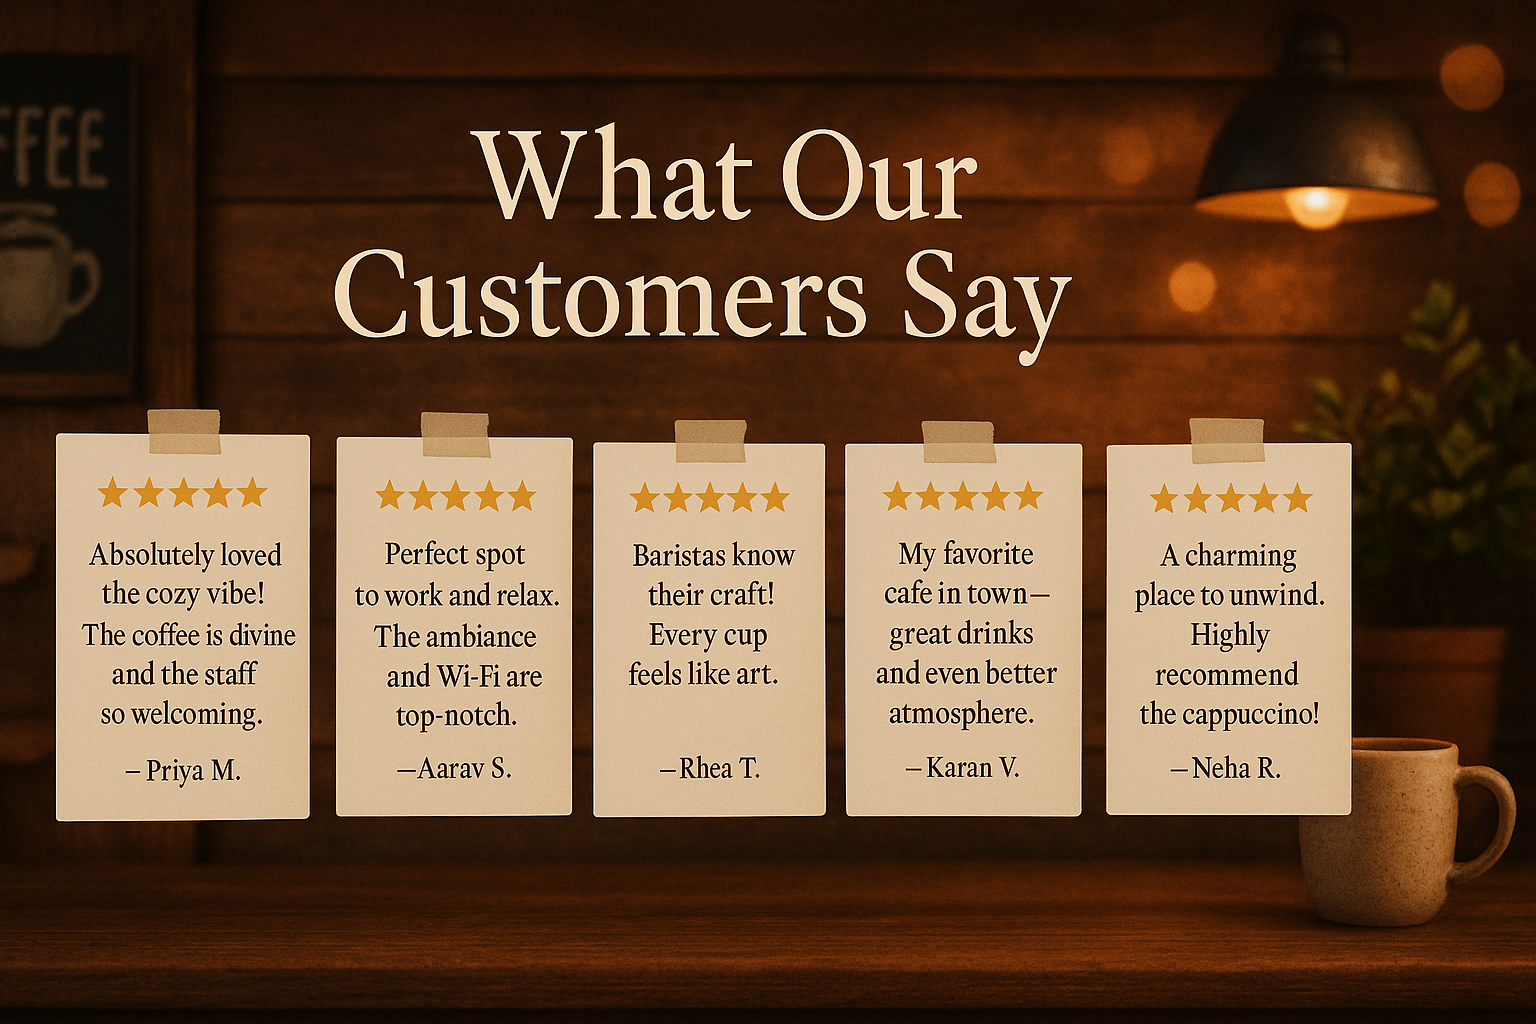 FFEE
What Our
Customers Say
Absolutely loved
the cozy vibe!
The coffee is divine
and the staff
so welcoming.
– Priya M.
Perfect spot
to work and relax.
The ambiance
and Wi-Fi are
top-notch.
—Aarav S.
Baristas know
their craft!
Every cup
feels like art.
—Rhea T.
My favorite
cafe in town—
great drinks
and even better
atmosphere.
– Karan V.
A charming
place to unwind.
Highly
recommend
the cappuccino!
—Neha R.